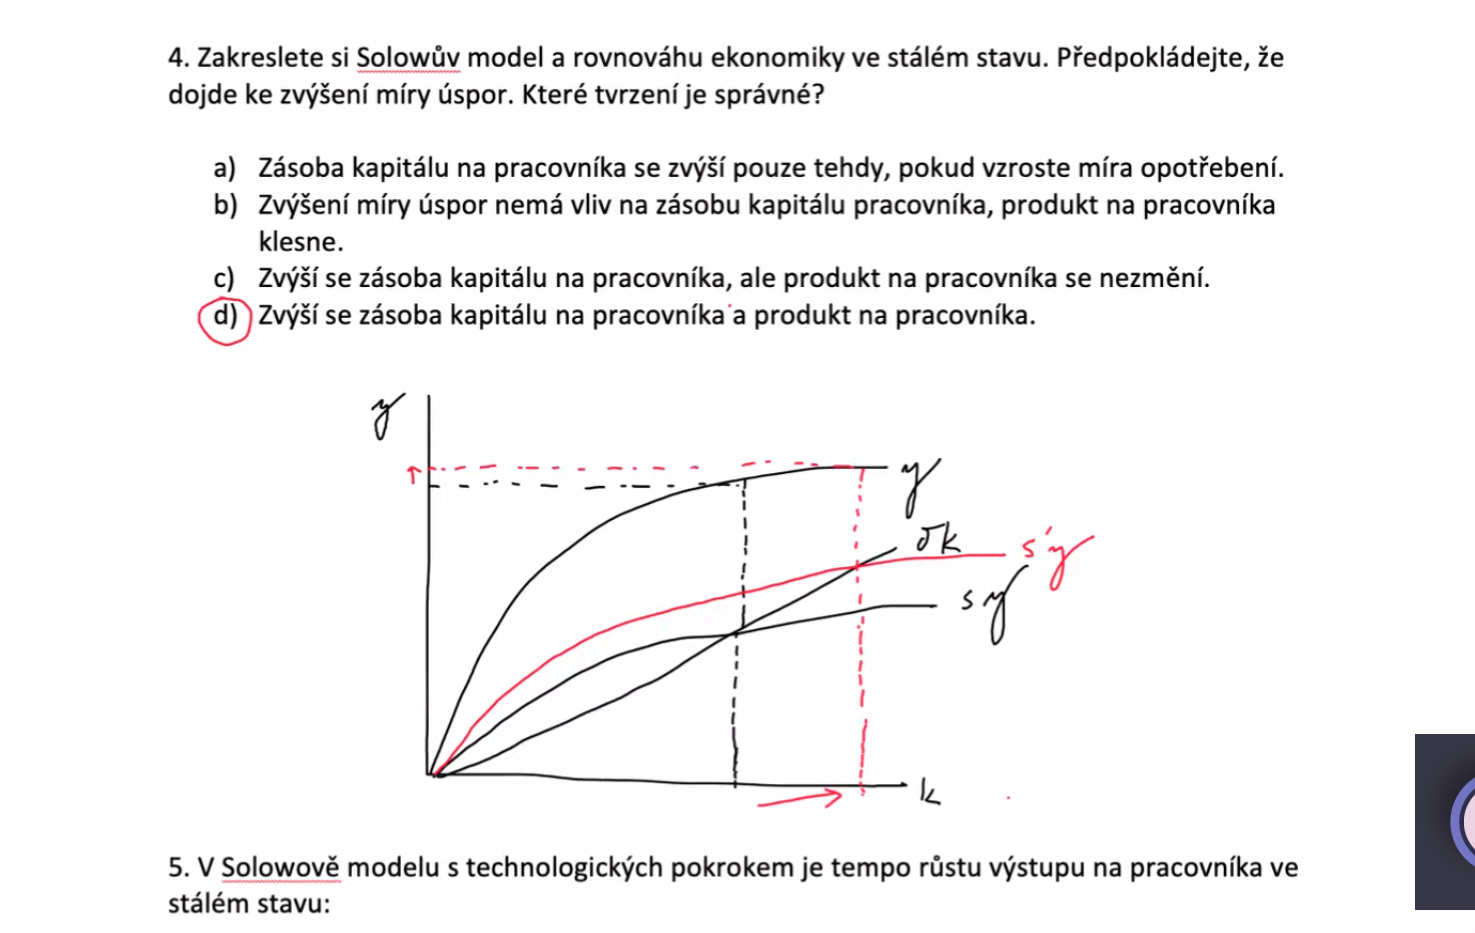 4. Zakreslete si Solowův model a rovnováhu ekonomiky ve stálém stavu. Předpokládejte, že
dojde ke zvýšení míry úspor. Které tvrzení je správné?
a) Zásoba kapitálu na pracovníka se zvýší pouze tehdy, pokud vzroste míra opotřebení.
b) Zvýšení míry úspor nemá vliv na zásobu kapitálu pracovníka, produkt na pracovníka
klesne.
c) Zvýší se zásoba kapitálu na pracovníka, ale produkt na pracovníka se nezmění.
d) Zvýší se zásoba kapitálu na pracovníka a produkt na pracovníka.
y
y
δk
s'y
sy
k
5. V Solowově modelu s technologických pokrokem je tempo růstu výstupu na pracovníka ve
stálém stavu: